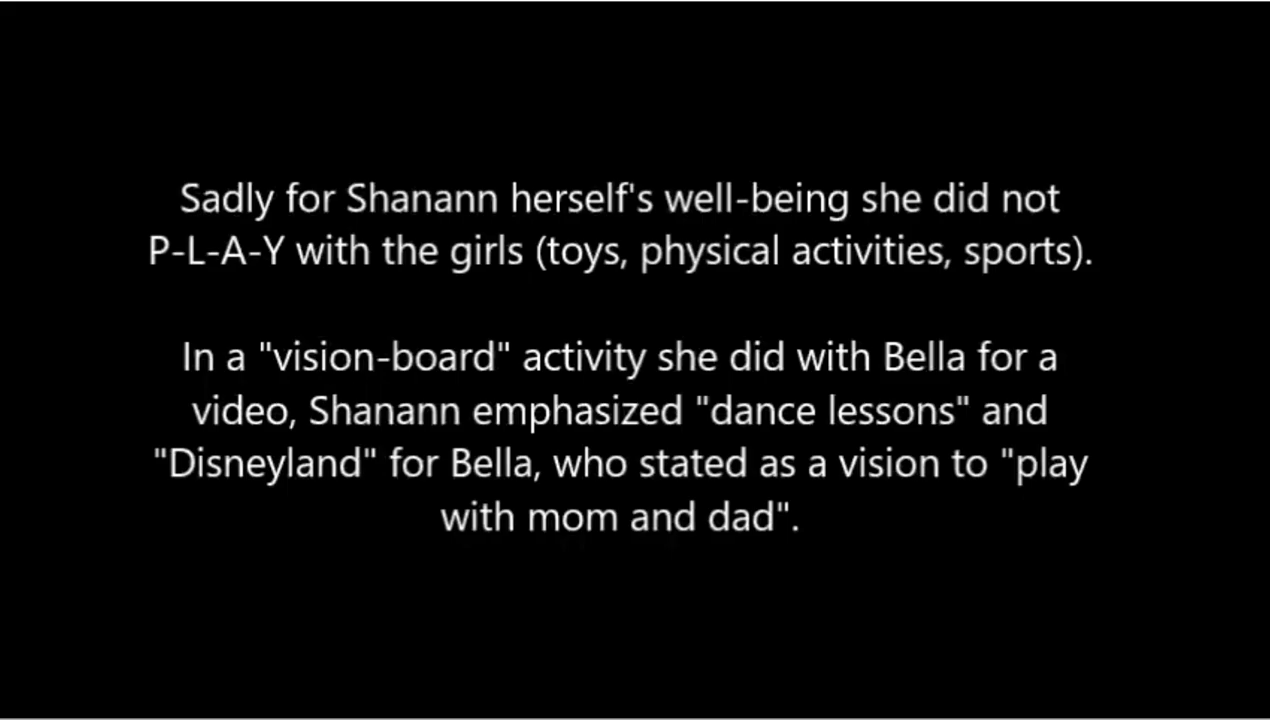 Sadly for Shanann herself's well-being she did not
P-L-A-Y with the girls (toys, physical activities, sports).
In a "vision-board" activity she did with Bella for a
video, Shanann emphasized "dance lessons" and
"Disneyland" for Bella, who stated as a vision to "play
with mom and dad".